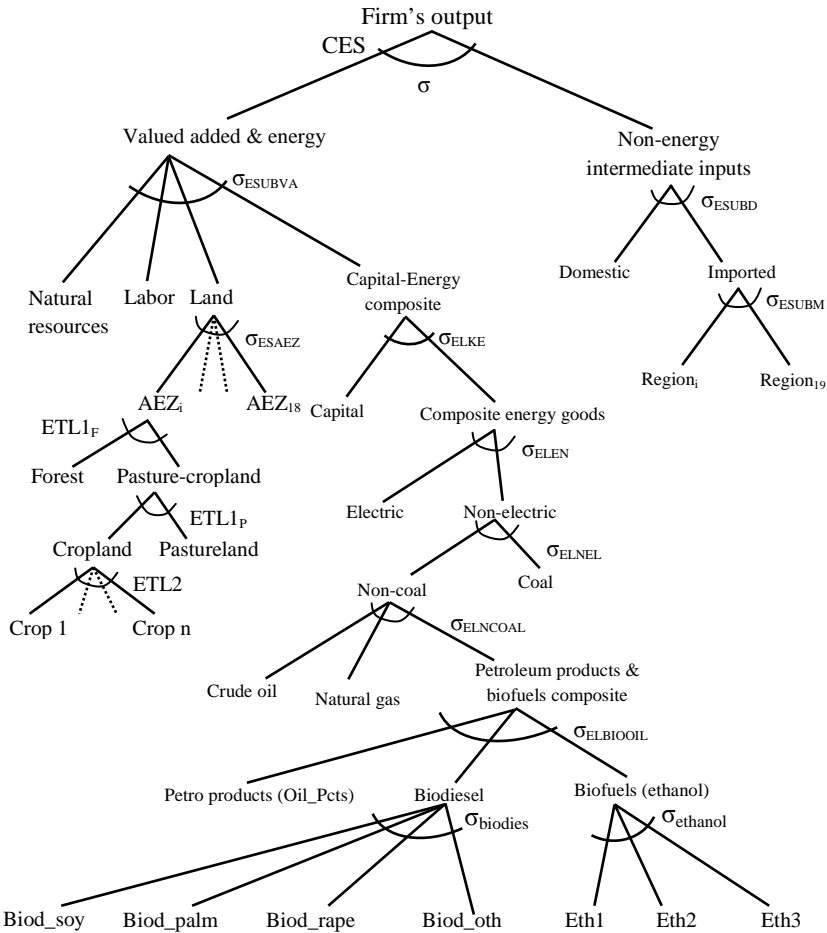 Firm's output
CES
σ
Valued added & energy
Non-energy
intermediate inputs
σESUBVA
σESUBD
Domestic
Imported
Natural
resources
Labor
Land
Capital-Energy
composite
σESUBM
σESAEZ
σELKE
Regioni
Region19
AEZi
AEZ18
Capital
Composite energy goods
ETL1F
σELEN
Forest
Pasture-cropland
Electric
Non-electric
ETL1P
Cropland
Pastureland
σELNEL
Coal
ETL2
Non-coal
Crop 1
Crop n
σELNCOAL
Crude oil
Natural gas
Petroleum products &
biofuels composite
σELBIOOIL
Petro products (Oil_Pcts)
Biodiesel
Biofuels (ethanol)
σbiodies
σethanol
Biod_soy
Biod_palm
Biod_rape
Biod_oth
Eth1
Eth2
Eth3